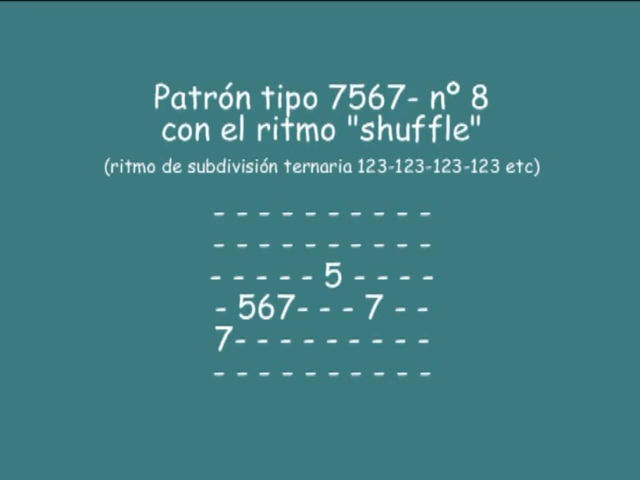 Patrón tipo 7567- nº 8
con el ritmo "shuffle"
(ritmo de subdivisión ternaria 123-123-123-123 etc)
- - - - - - - - - -
- - - - - - - - - -
- - - - - 5 - - - -
- 567- - - 7 - -
7- - - - - - - - -
- - - - - - - - - -